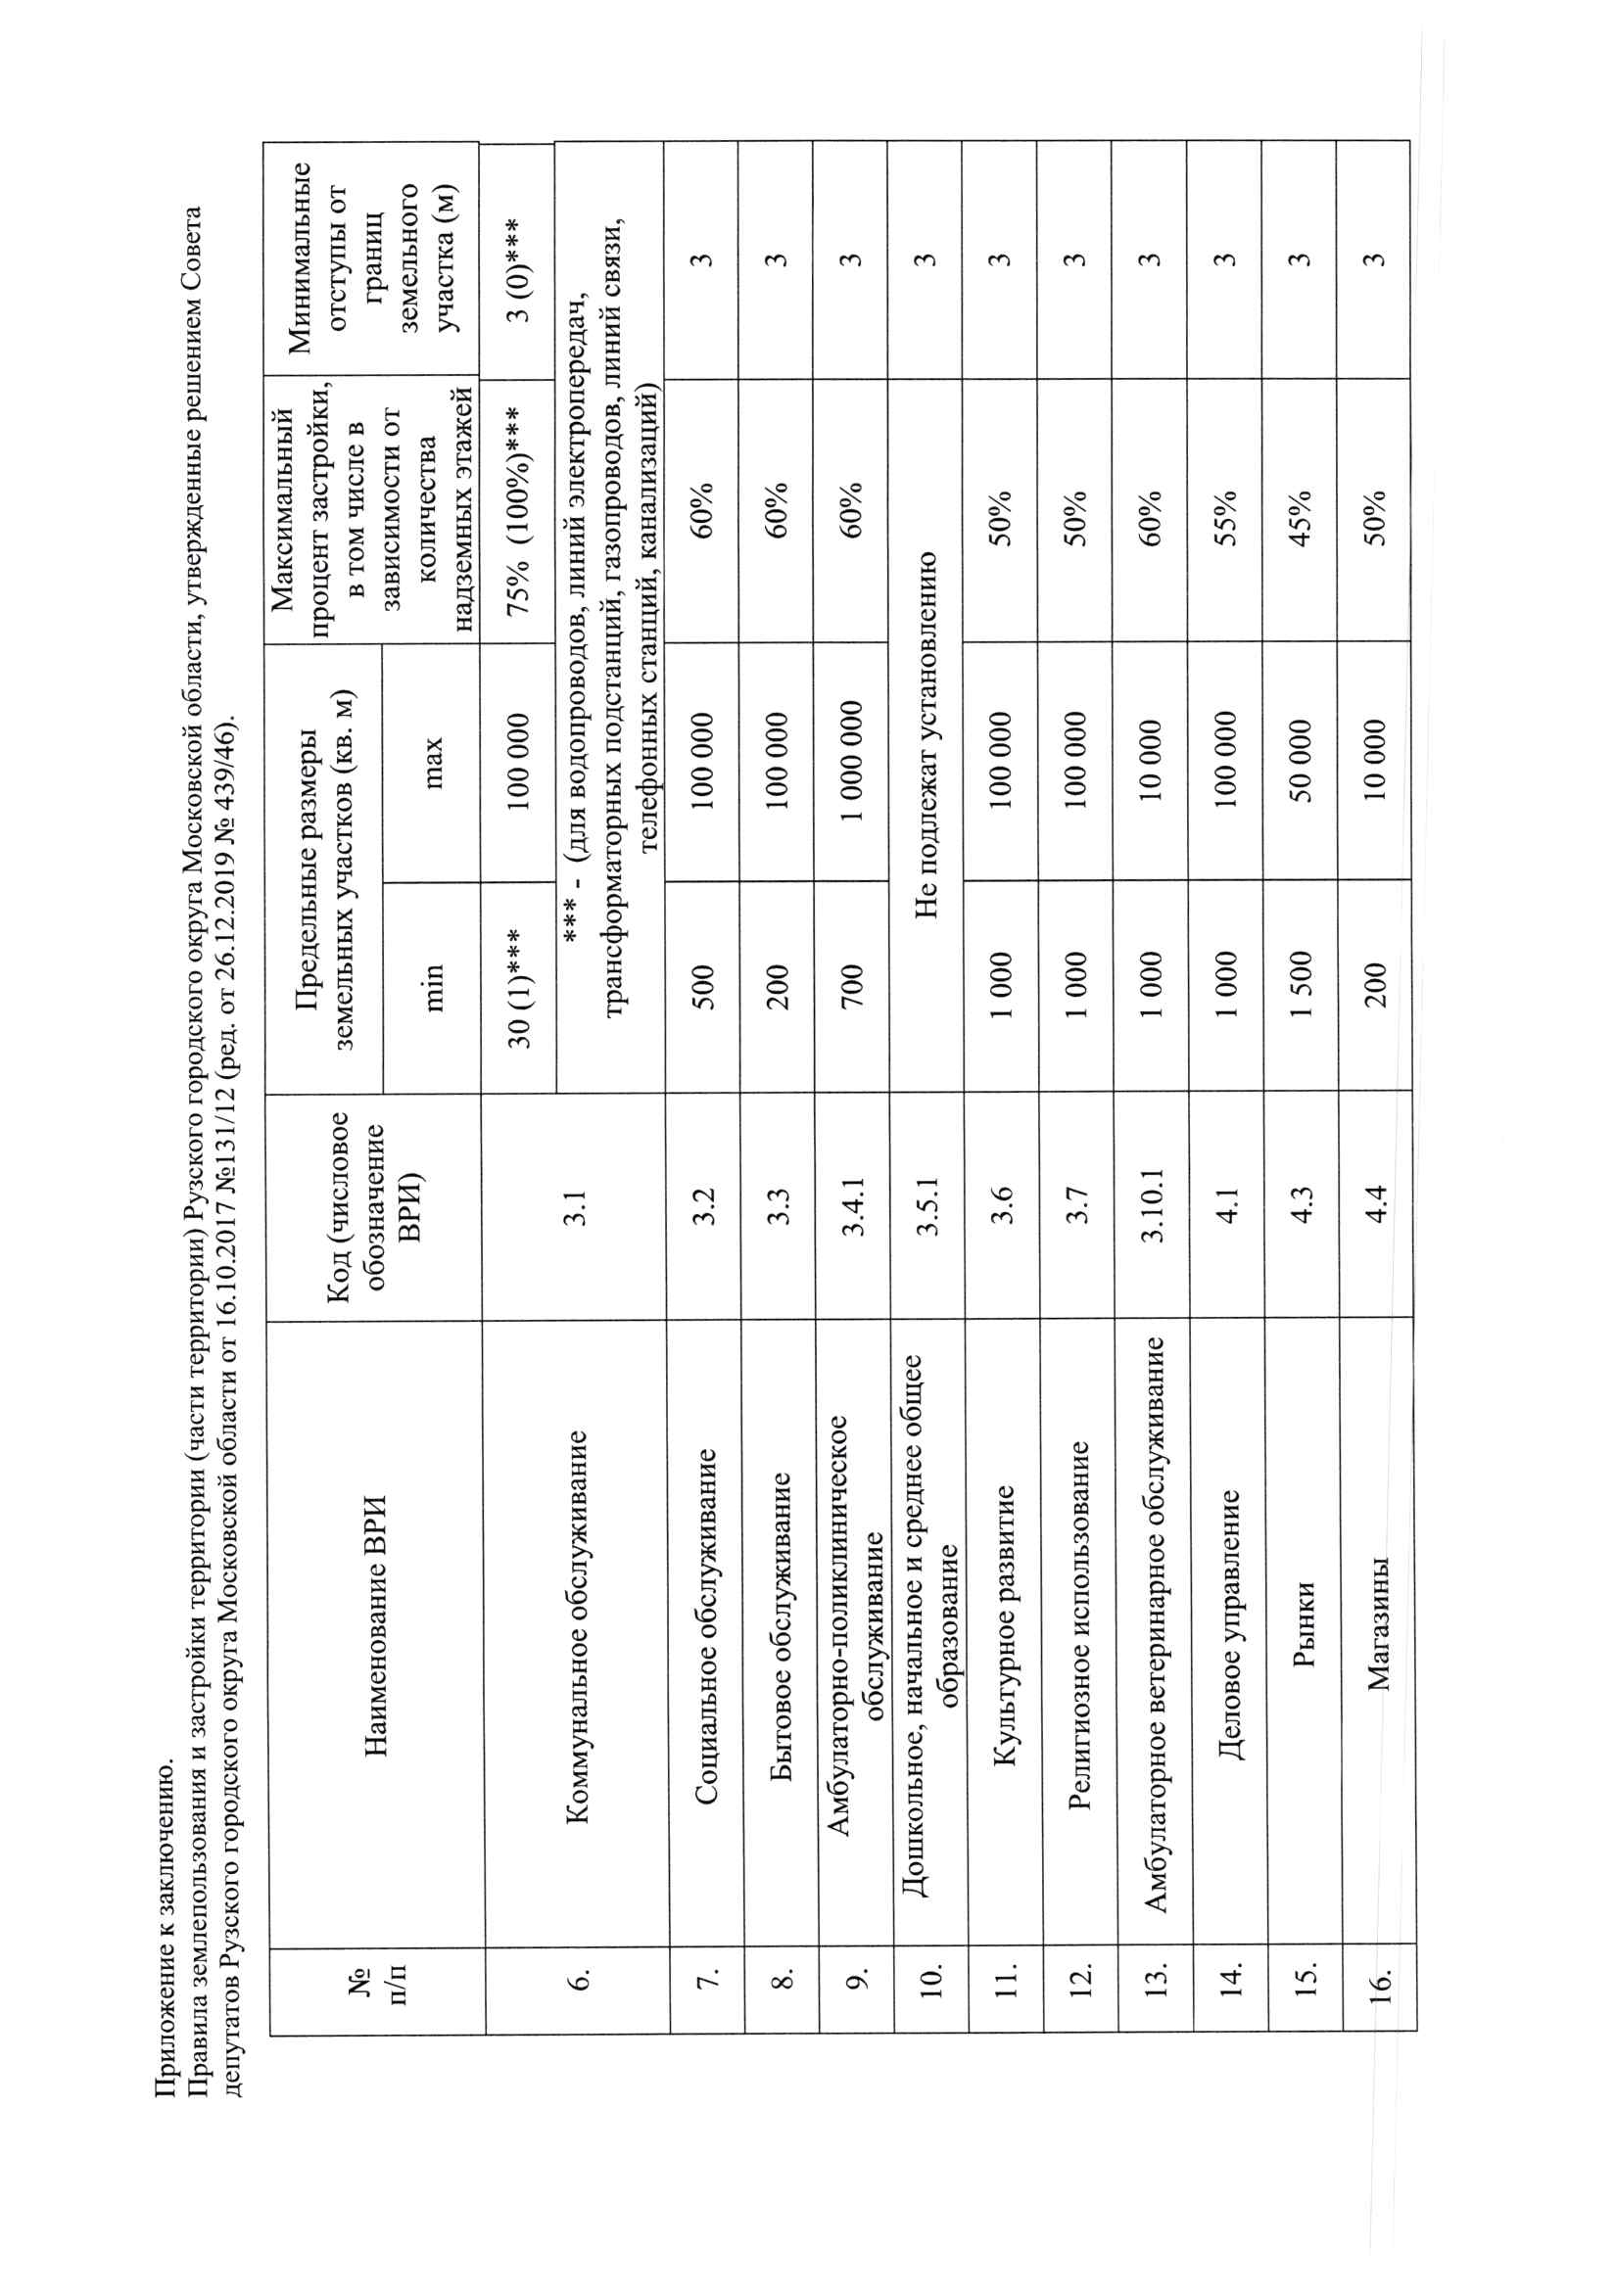 Приложение к заключению.
Правила землепользования и застройки территории (части территории) Рузского городского округа Московской области, утвержденные решением Совета
депутатов Рузского городского округа Московской области от 16.10.2017 №131/12 (ред. от 26.12.2019 № 439/46).
№
п/п
Наименование ВРИ
Код (числовое
обозначение
ВРИ)
Предельные размеры
земельных участков (кв. м)
min
max
Максимальный
процент застройки,
в том числе в
зависимости от
количества
надземных этажей
Минимальные
отступы от
границ
земельного
участка (м)
6. Коммунальное обслуживание 3.1 30 (1)*** 100 000 75% (100%)*** 3 (0)***
*** - (для водопроводов, линий электропередач,
трансформаторных подстанций, газопроводов, линий связи,
телефонных станций, канализаций)
7. Социальное обслуживание 3.2 500 100 000 60% 3
8. Бытовое обслуживание 3.3 200 100 000 60% 3
9. Амбулаторно-поликлиническое
обслуживание
3.4.1 700 1 000 000 60% 3
10. Дошкольное, начальное и среднее общее
образование
3.5.1 Не подлежат установлению 3
11. Культурное развитие 3.6 1 000 100 000 50% 3
12. Религиозное использование 3.7 1 000 100 000 50% 3
13. Амбулаторное ветеринарное обслуживание 3.10.1 1 000 10 000 60% 3
14. Деловое управление 4.1 1 000 100 000 55% 3
15. Рынки 4.3 1 500 50 000 45% 3
16. Магазины 4.4 200 10 000 50% 3